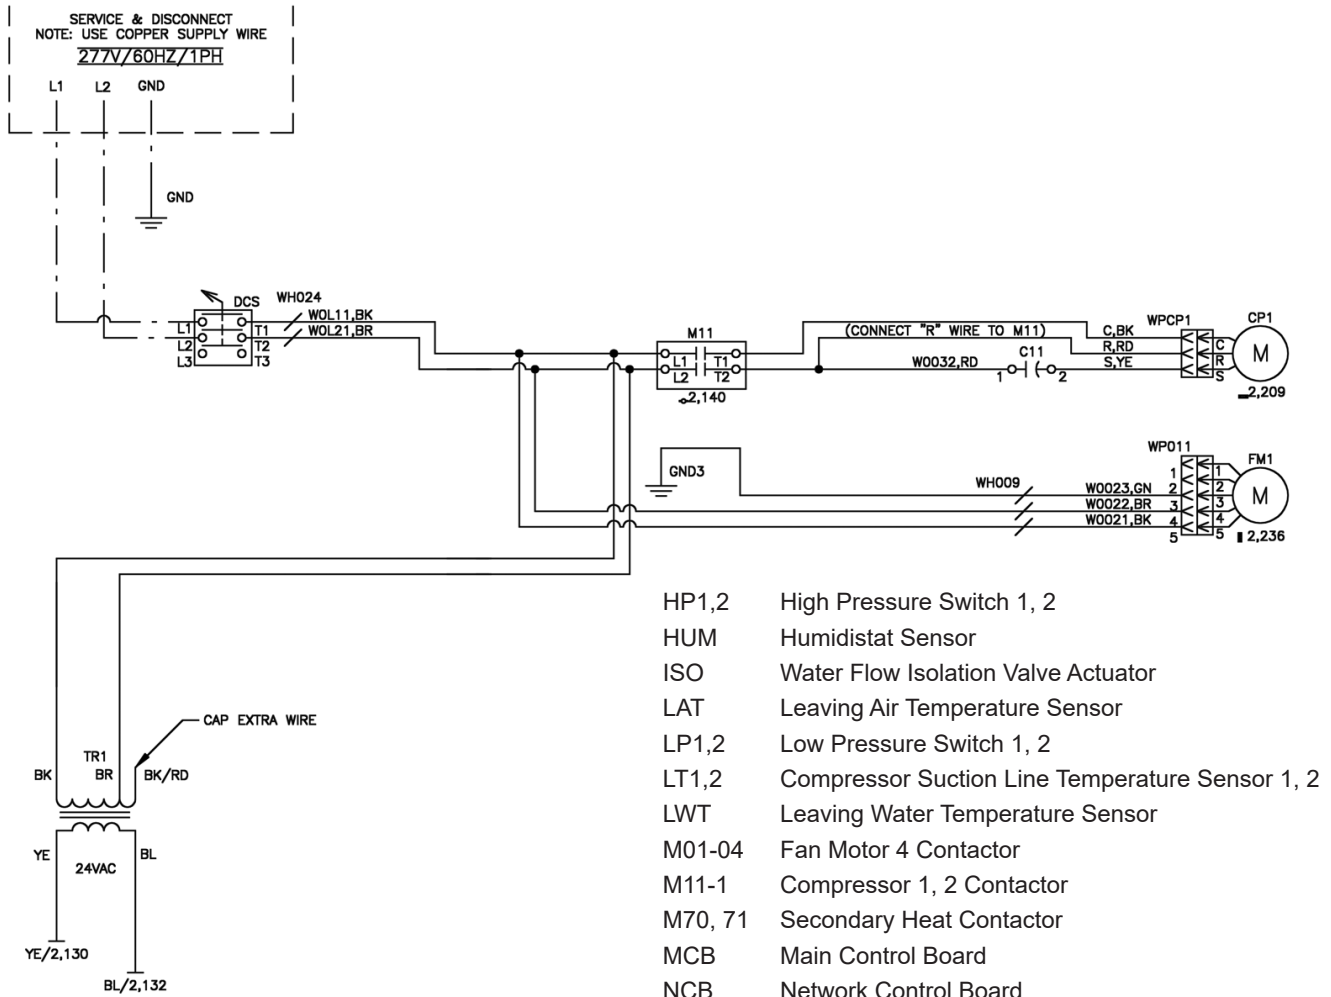 SERVICE & DISCONNECT
NOTE: USE COPPER SUPPLY WIRE
277V/60HZ/1PH
L1 L2 GND
GND
DCS WH024
L1 T1 WOL11,BK
L2 T2 WOL21,BR
L3 T3
M11
L1 T1
L2 T2
2,140
(CONNECT "R" WIRE TO M11)
W0032,RD
C11
1 2
C,BK
R,RD
S,YE
WPCP1
C
R
S
CP1
M
2,209
GND3
WH009
W0023,GN
W0022,BR
W0021,BK
WP011
1 1
2 2
3 3
4 4
5 5
FM1
M
2,236
CAP EXTRA WIRE
TR1
BK BR BK/RD
YE BL
24VAC
YE/2,130
BL/2,132
HP1,2 High Pressure Switch 1, 2
HUM Humidistat Sensor
ISO Water Flow Isolation Valve Actuator
LAT Leaving Air Temperature Sensor
LP1,2 Low Pressure Switch 1, 2
LT1,2 Compressor Suction Line Temperature Sensor 1, 2
LWT Leaving Water Temperature Sensor
M01-04 Fan Motor 4 Contactor
M11-1 Compressor 1, 2 Contactor
M70, 71 Secondary Heat Contactor
MCB Main Control Board
NCB Network Control Board